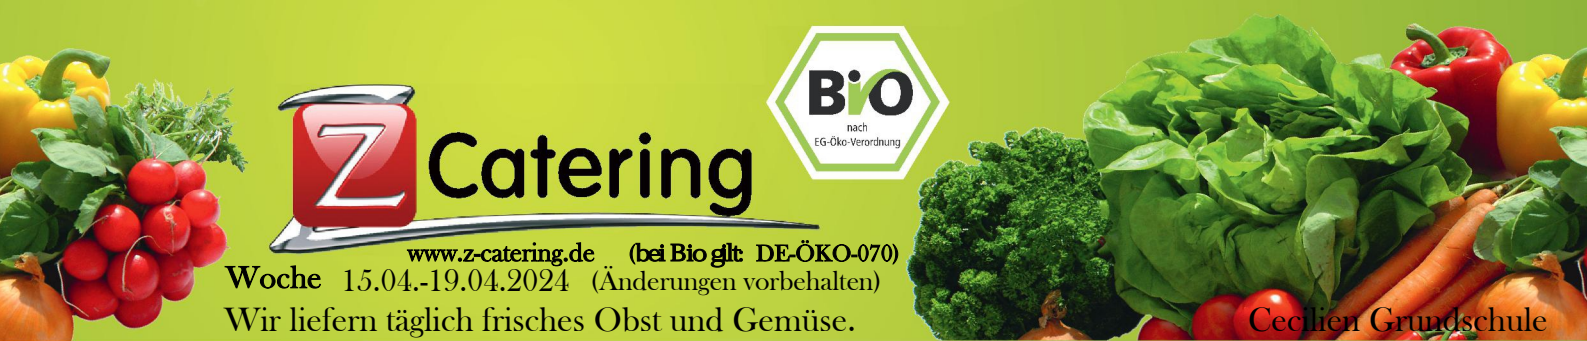 BiO
nach
EG-Öko-Verordnung
Z Catering
www.z-catering.de (bei Bio gilt: DE-ÖKO-070)
Woche 15.04.-19.04.2024 (Änderungen vorbehalten)
Wir liefern täglich frisches Obst und Gemüse.
Cecilien Grundschule